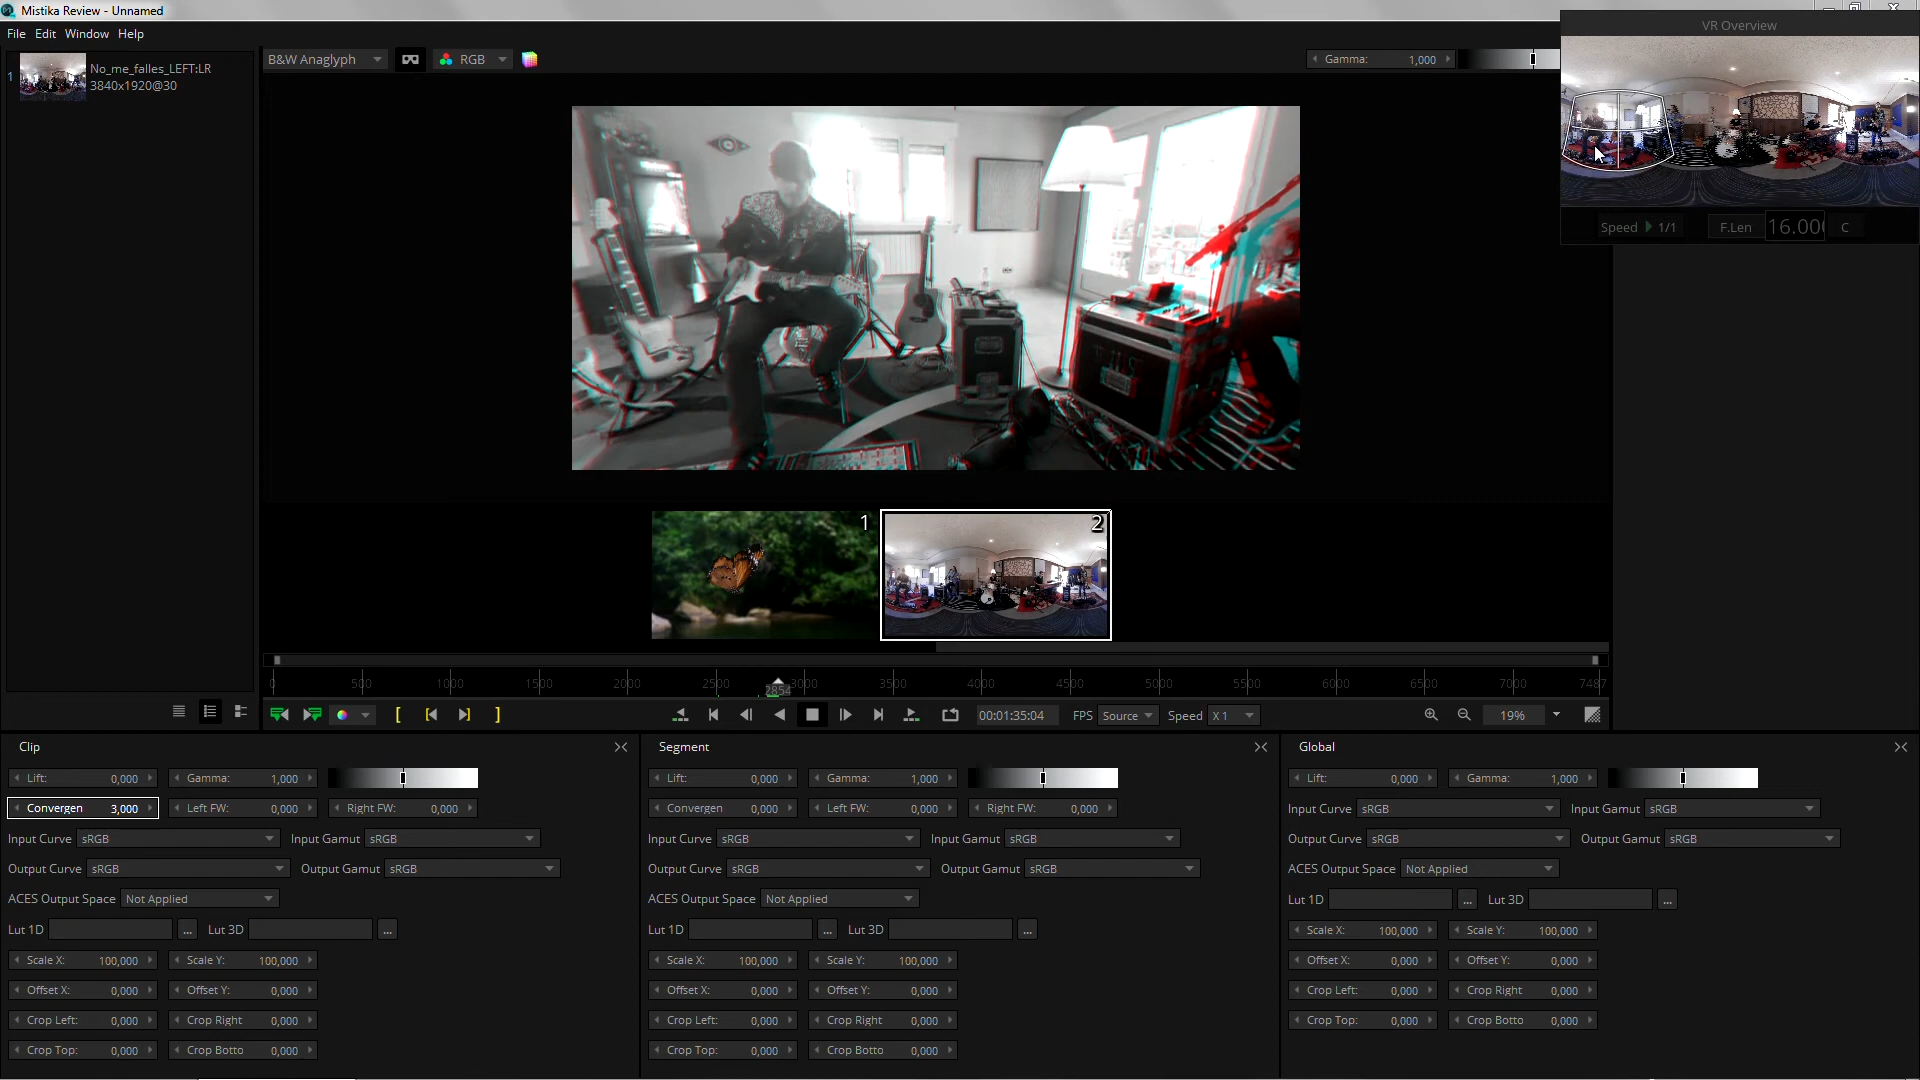 Mistika Review - Unnamed
File Edit Window Help
VR Overview
1
No_me_falles_LEFT:LR
3840x1920@30
B&W Anaglyph
RGB
Gamma: 1,000
Speed 1/1
F.Len
C
1
2
0 500 1000 1500 2000 2500 2854 3000 3500 4000 4500 5000 5500 6000 6500 7000 7487
00:01:35:04
FPS Source
Speed X 1
19%
Clip
Lift: 0,000 Gamma: 1,000
Convergen 3,000 Left FW: 0,000 Right FW: 0,000
Input Curve sRGB Input Gamut sRGB
Output Curve sRGB Output Gamut sRGB
ACES Output Space Not Applied
Lut 1D ... Lut 3D ...
Scale X: 100,000 Scale Y: 100,000
Offset X: 0,000 Offset Y: 0,000
Crop Left: 0,000 Crop Right 0,000
Crop Top: 0,000 Crop Botto 0,000
Segment
Lift: 0,000 Gamma: 1,000
Convergen 0,000 Left FW: 0,000 Right FW: 0,000
Input Curve sRGB Input Gamut sRGB
Output Curve sRGB Output Gamut sRGB
ACES Output Space Not Applied
Lut 1D ... Lut 3D ...
Scale X: 100,000 Scale Y: 100,000
Offset X: 0,000 Offset Y: 0,000
Crop Left: 0,000 Crop Right 0,000
Crop Top: 0,000 Crop Botto 0,000
Global
Lift: 0,000 Gamma: 1,000
Input Curve sRGB Input Gamut sRGB
Output Curve sRGB Output Gamut sRGB
ACES Output Space Not Applied
Lut 1D ... Lut 3D ...
Scale X: 100,000 Scale Y: 100,000
Offset X: 0,000 Offset Y: 0,000
Crop Left: 0,000 Crop Right 0,000
Crop Top: 0,000 Crop Botto 0,000